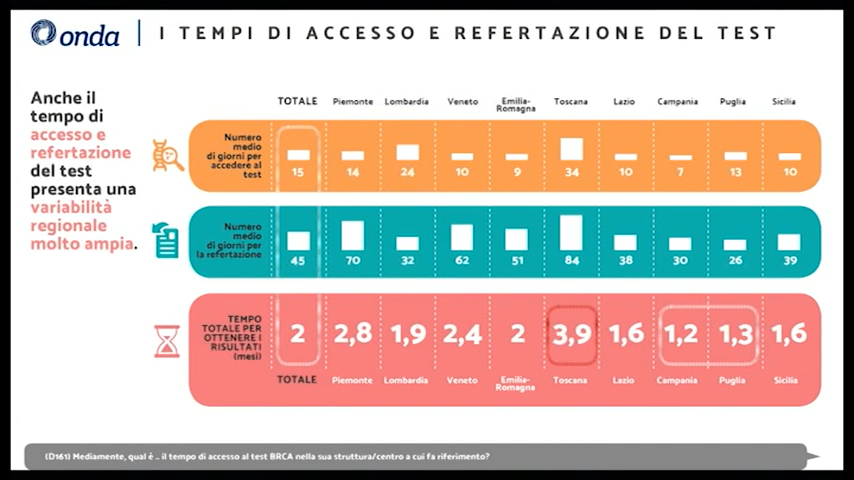 onda
I TEMPI DI ACCESSO E REFERTAZIONE DEL TEST
Anche il
tempo di
accesso e
refertazione
del test
presenta una
variabilità
regionale
molto ampia.
TOTALE Piemonte Lombardia Veneto Emilia-Romagna Toscana Lazio Campania Puglia Sicilia
Numero
medio
di giorni per
accedere al
test
15 14 24 10 9 34 10 7 13 10
Numero
medio
di giorni per
la refertazione
45 70 32 62 51 84 38 30 26 39
TEMPO
TOTALE PER
OTTENERE I
RISULTATI
(mesi)
2 2,8 1,9 2,4 2 3,9 1,6 1,2 1,3 1,6
TOTALE Piemonte Lombardia Veneto Emilia-Romagna Toscana Lazio Campania Puglia Sicilia
(D161) Mediamente, qual è .. il tempo di accesso al test BRCA nella sua struttura/centro a cui fa riferimento?